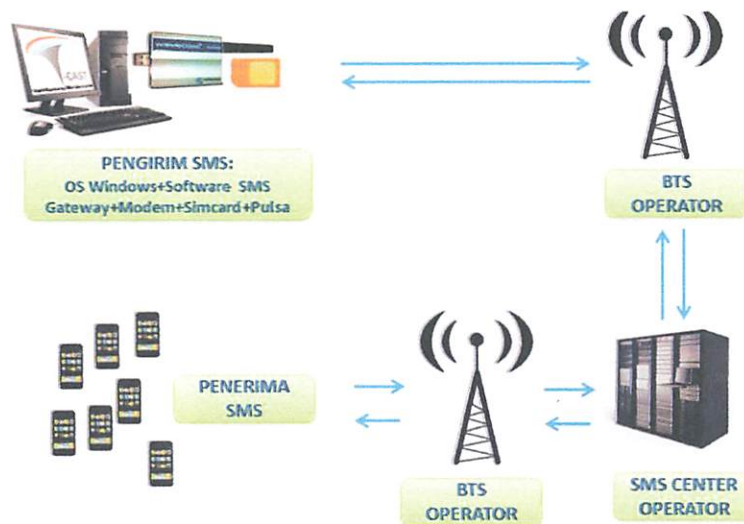 PENGIRIM SMS:
OS Windows+Software SMS
Gateway+Modem+Simcard+Pulsa
BTS
OPERATOR
PENERIMA
SMS
BTS
OPERATOR
SMS CENTER
OPERATOR